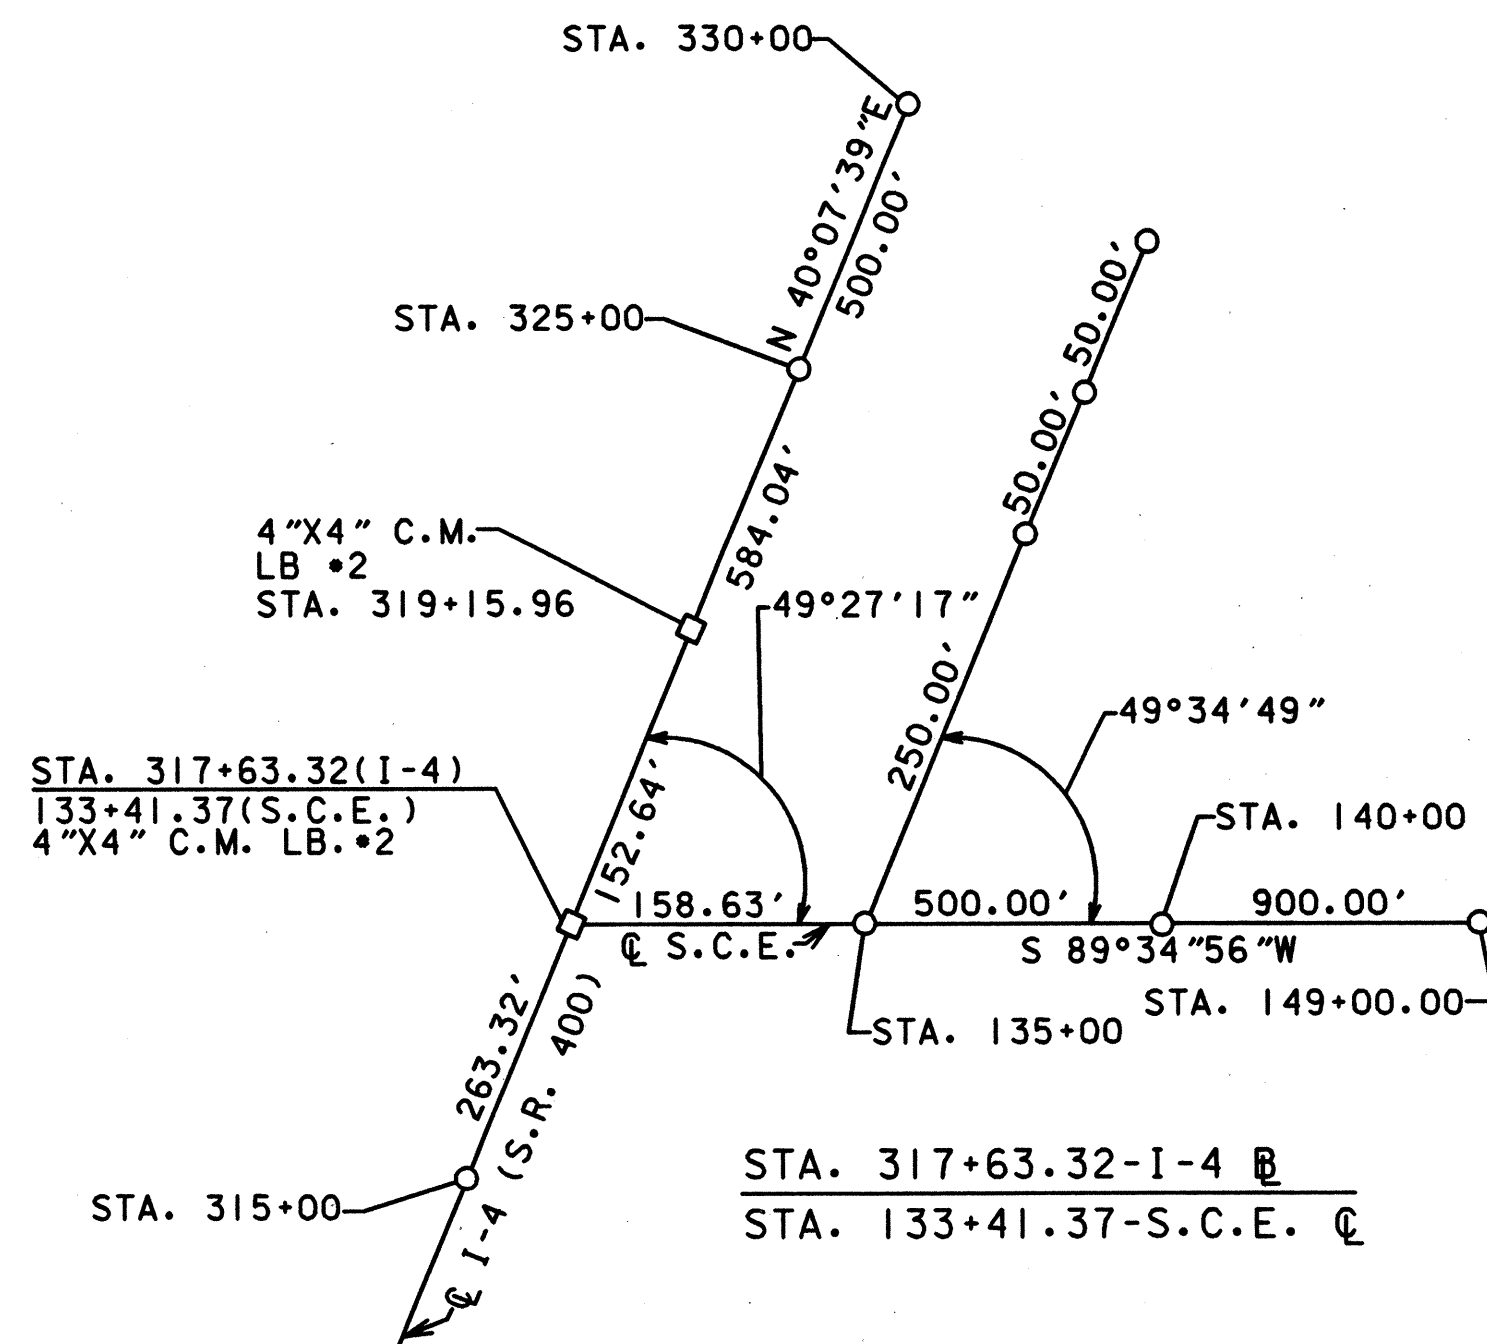 STA. 330+00
N 40°07'39"E
500.00'
STA. 325+00
50.00'
50.00'
584.04'
4"X4" C.M.
LB *2
STA. 319+15.96
49°27'17"
250.00'
49°34'49"
STA. 317+63.32(I-4)
133+41.37(S.C.E.)
4"X4" C.M. LB.*2
152.64'
STA. 140+00
158.63'
500.00'
900.00'
℄ S.C.E.
S 89°34"56"W
STA. 149+00.00
STA. 135+00
263.32'
℄ I-4 (S.R. 400)
STA. 315+00
STA. 317+63.32-I-4 BL
STA. 133+41.37-S.C.E. ℄